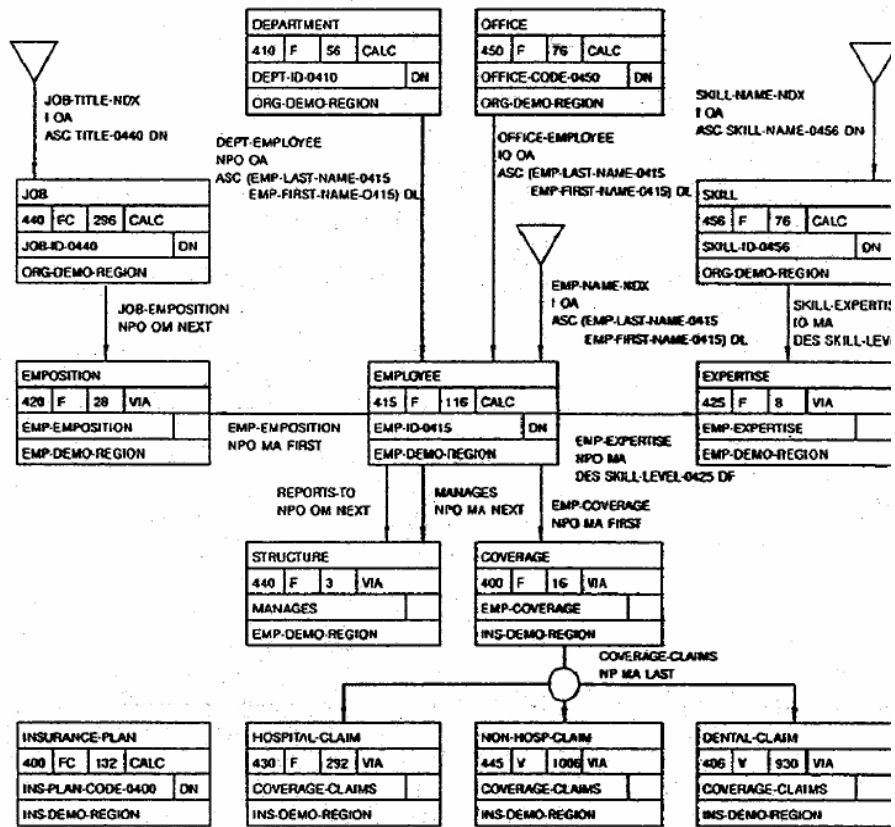 DEPARTMENT
410 F 56 CALC
DEPT-ID-0410 DN
ORG-DEMO-REGION
OFFICE
450 F 76 CALC
OFFICE-CODE-0450 DN
ORG-DEMO-REGION
JOB-TITLE-NDX
I OA
ASC TITLE-0440 DN
SKILL-NAME-NDX
I OA
ASC SKILL-NAME-0456 DN
DEPT-EMPLOYEE
NPO OA
ASC (EMP-LAST-NAME-0415
EMP-FIRST-NAME-0415) DL
OFFICE-EMPLOYEE
IO OA
ASC (EMP-LAST-NAME-0415
EMP-FIRST-NAME-0415) DL
JOB
440 FC 296 CALC
JOB-ID-0440 DN
ORG-DEMO-REGION
SKILL
456 F 76 CALC
SKILL-ID-0456 DN
ORG-DEMO-REGION
EMP-NAME-NDX
I OA
ASC (EMP-LAST-NAME-0415
EMP-FIRST-NAME-0415) DL
JOB-EMPOSITION
NPO OM NEXT
SKILL-EXPERTIS
IO MA
DES SKILL-LEVE
EMPOSITION
420 F 28 VIA
EMP-EMPOSITION
EMP-DEMO-REGION
EMPLOYEE
415 F 116 CALC
EMP-ID-0415 DN
EMP-DEMO-REGION
EXPERTISE
425 F 8 VIA
EMP-EXPERTISE
EMP-DEMO-REGION
EMP-EMPOSITION
NPO MA FIRST
EMP-EXPERTISE
NPO MA
DES SKILL-LEVEL-0425 DF
REPORTS-TO
NPO OM NEXT
MANAGES
NPO MA NEXT
EMP-COVERAGE
NPO MA FIRST
STRUCTURE
440 F 3 VIA
MANAGES
EMP-DEMO-REGION
COVERAGE
400 F 16 VIA
EMP-COVERAGE
INS-DEMO-REGION
COVERAGE-CLAIMS
NP MA LAST
INSURANCE-PLAN
400 FC 132 CALC
INS-PLAN-CODE-0400 DN
INS-DEMO-REGION
HOSPITAL-CLAIM
430 F 292 VIA
COVERAGE-CLAIMS
INS-DEMO-REGION
NON-HOSP-CLAIM
445 V 1006 VIA
COVERAGE-CLAIMS
INS-DEMO-REGION
DENTAL-CLAIM
406 V 930 VIA
COVERAGE-CLAIMS
INS-DEMO-REGION